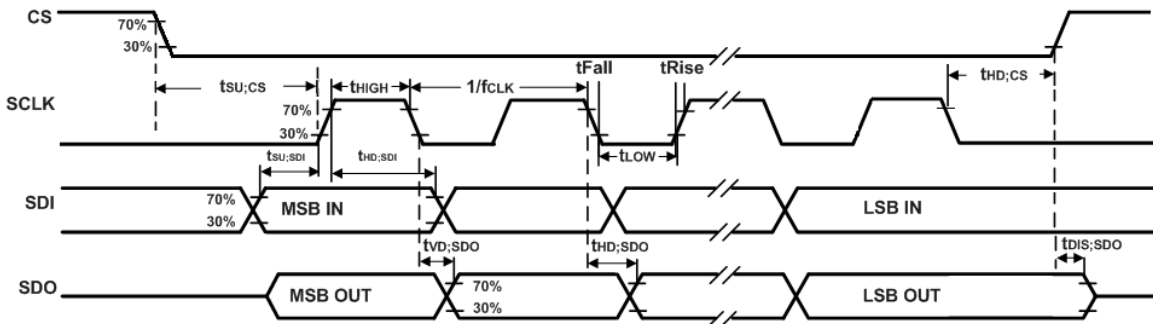 CS
70%
30%
tSU;CS
tHIGH
1/fCLK
tFall
tRise
tHD;CS
SCLK
70%
30%
tSU;SDI
tHD;SDI
tLOW
SDI
70%
30%
MSB IN
LSB IN
tVD;SDO
tHD;SDO
tDIS;SDO
SDO
MSB OUT
70%
30%
LSB OUT